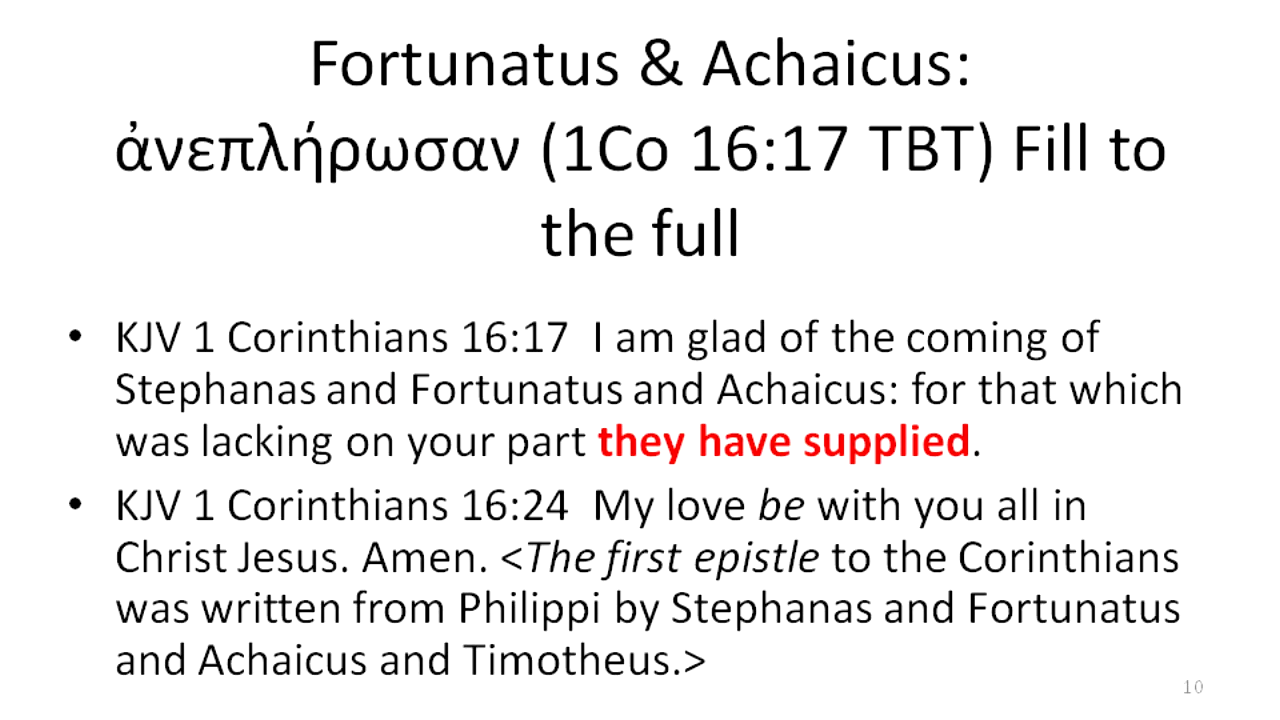 Fortunatus & Achaicus:
ἀνεπλήρωσαν (1Co 16:17 TBT) Fill to
the full
• KJV 1 Corinthians 16:17 I am glad of the coming of
Stephanas and Fortunatus and Achaicus: for that which
was lacking on your part they have supplied.
• KJV 1 Corinthians 16:24 My love be with you all in
Christ Jesus. Amen. <The first epistle to the Corinthians
was written from Philippi by Stephanas and Fortunatus
and Achaicus and Timotheus.>
10